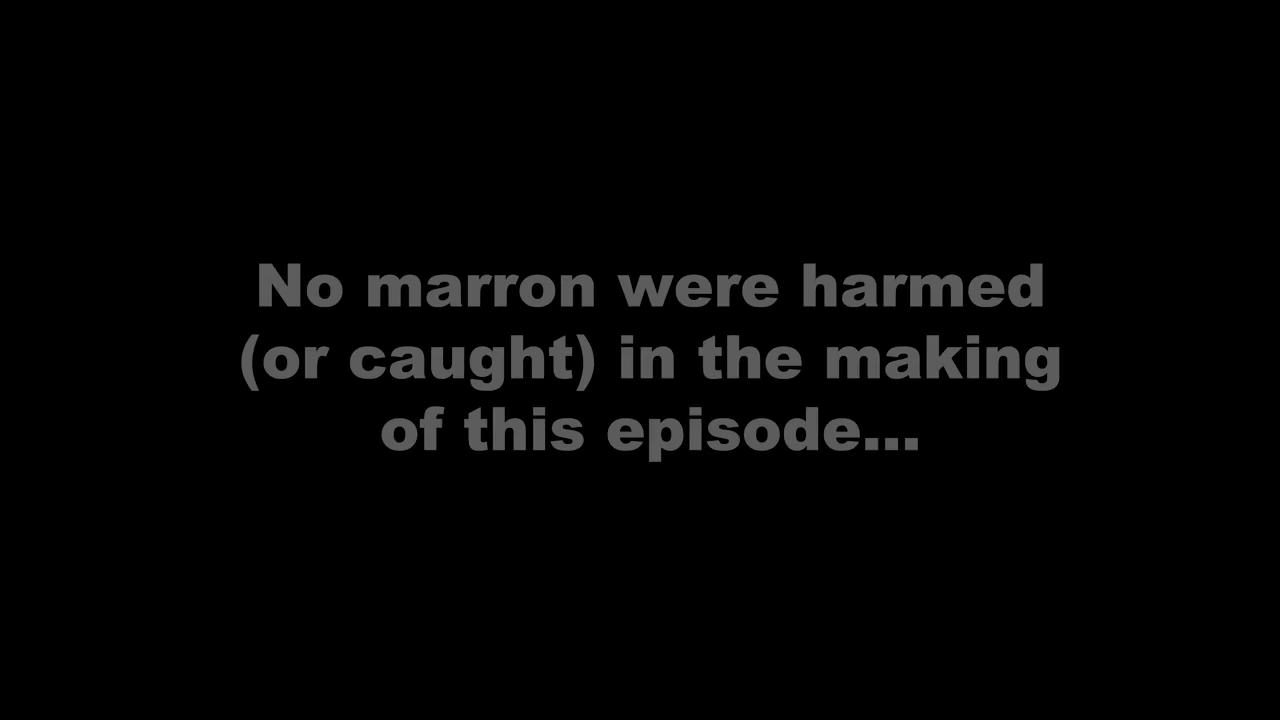 No marron were harmed
(or caught) in the making
of this episode...